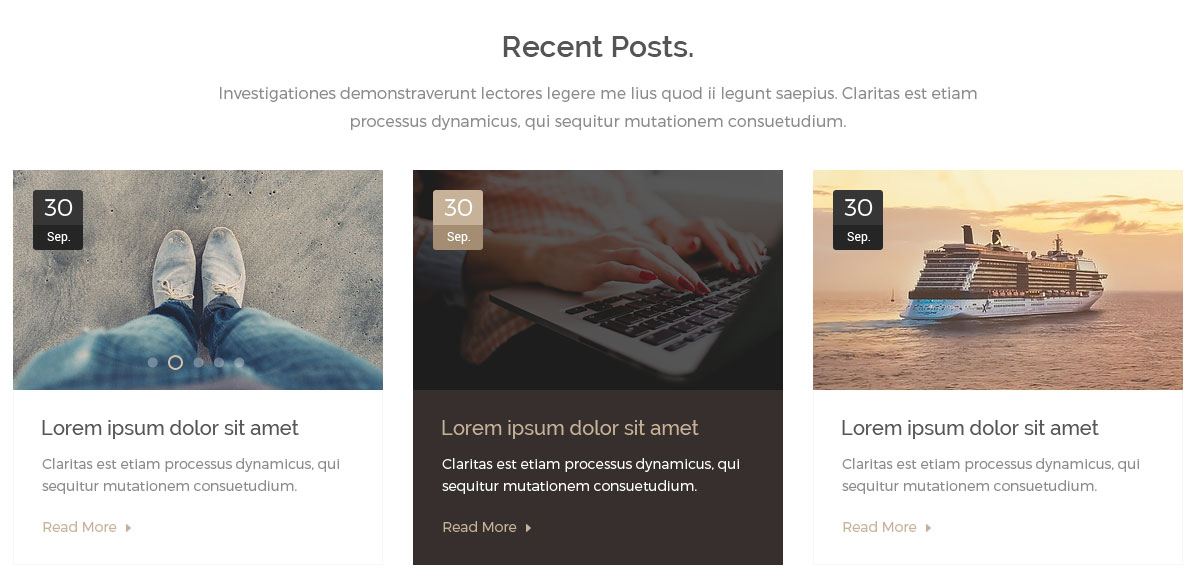 Recent Posts.
Investigationes demonstraverunt lectores legere me lius quod ii legunt saepius. Claritas est etiam
processus dynamicus, qui sequitur mutationem consuetudium.
30
Sep.
Lorem ipsum dolor sit amet
Claritas est etiam processus dynamicus, qui
sequitur mutationem consuetudium.
Read More
30
Sep.
Lorem ipsum dolor sit amet
Claritas est etiam processus dynamicus, qui
sequitur mutationem consuetudium.
Read More
30
Sep.
Lorem ipsum dolor sit amet
Claritas est etiam processus dynamicus, qui
sequitur mutationem consuetudium.
Read More